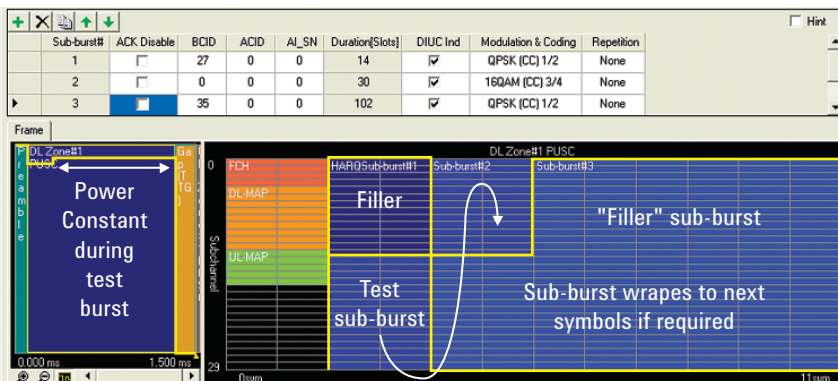 Hint
Sub-burst# ACK Disable BCID ACID AI_SN Duration[Slots] DIUC Ind Modulation & Coding Repetition
1 27 0 0 14 QPSK (CC) 1/2 None
2 0 0 0 30 16QAM (CC) 3/4 None
3 35 0 0 102 QPSK (CC) 1/2 None
Frame
Preamble
DL Zone#1
PUSC
Power
Constant
during
test
burst
0.000 ms 1.500 ms
DL Zone#1 PUSC
0
Subchannel
29
FCH
DL-MAP
UL-MAP
HARQSub-burst#1 Sub-burst#2 Sub-burst#3
Filler
Test
sub-burst
"Filler" sub-burst
Sub-burst wrapes to next
symbols if required
0sym 11sym